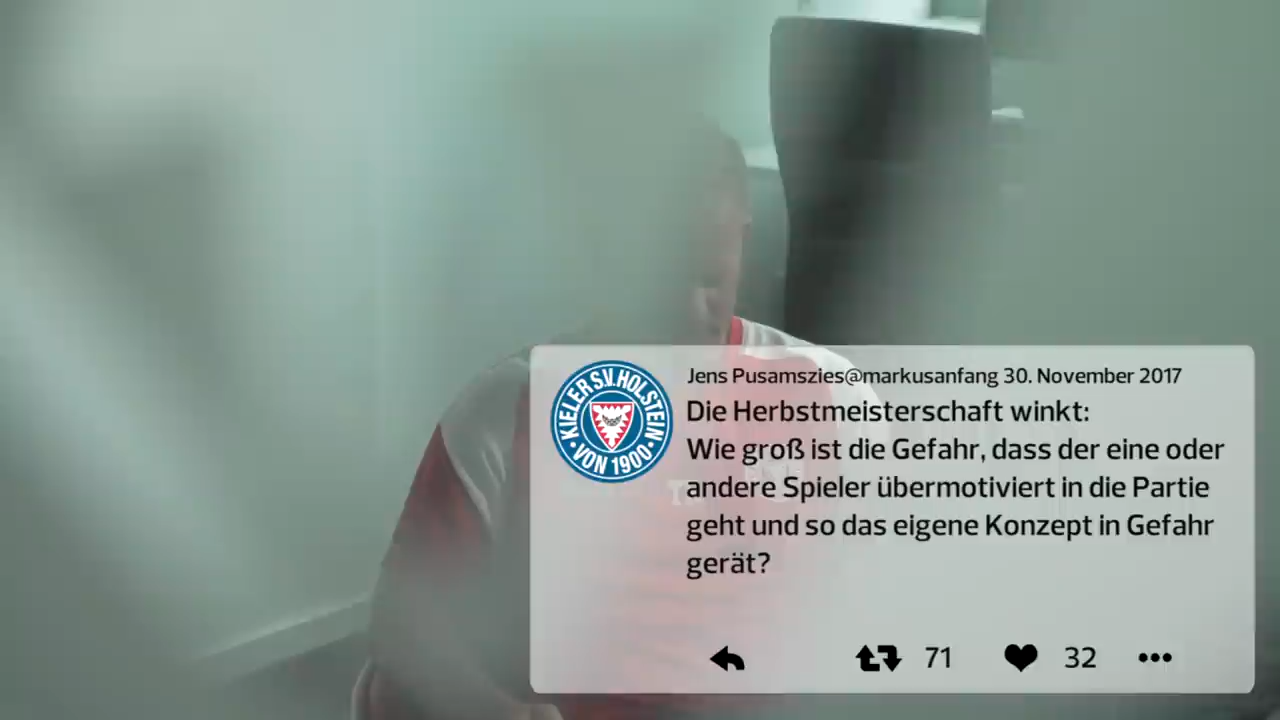 KIELER S.V. HOLSTEIN
VON 1900
Jens Pusamszies@markusanfang 30. November 2017
Die Herbstmeisterschaft winkt:
Wie groß ist die Gefahr, dass der eine oder
andere Spieler übermotiviert in die Partie
geht und so das eigene Konzept in Gefahr
gerät?
71
32